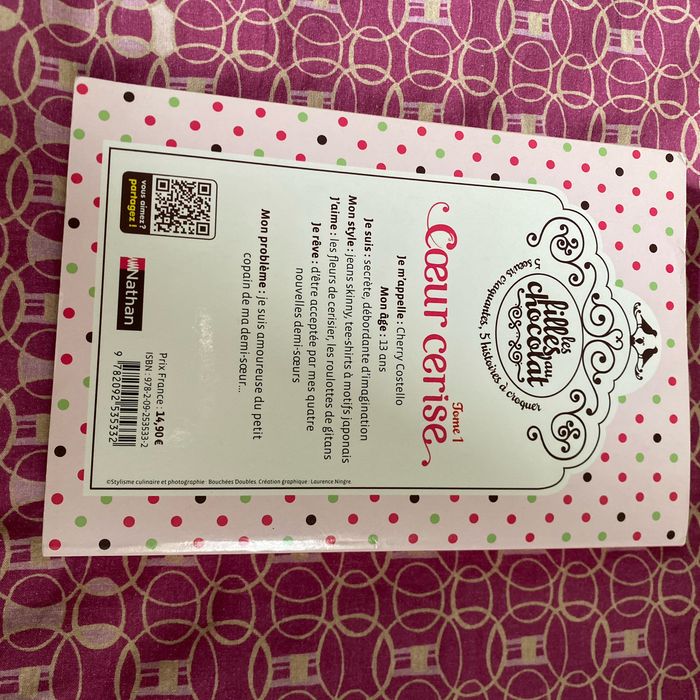 les
filles au
chocolat
5 sœurs craquantes, 5 histoires à croquer
Tome 1
Cœur cerise
Je m'appelle : Cherry Costello
Mon âge : 13 ans
Je suis : secrète, débordante d'imagination
Mon style : jeans skinny, tee-shirts à motifs japonais
J'aime : les fleurs de cerisier, les roulottes de gitans
Je rêve : d'être acceptée par mes quatre
nouvelles demi-sœurs
Mon problème : je suis amoureuse du petit
copain de ma demi-sœur...
vous aimez ?
partagez !
Nathan
Prix France : 14,90 €
ISBN : 978-2-09-253533-2
9 782092 535332
©Stylisme culinaire et photographie : Bouchées Doubles. Création graphique : Laurence Ningre.